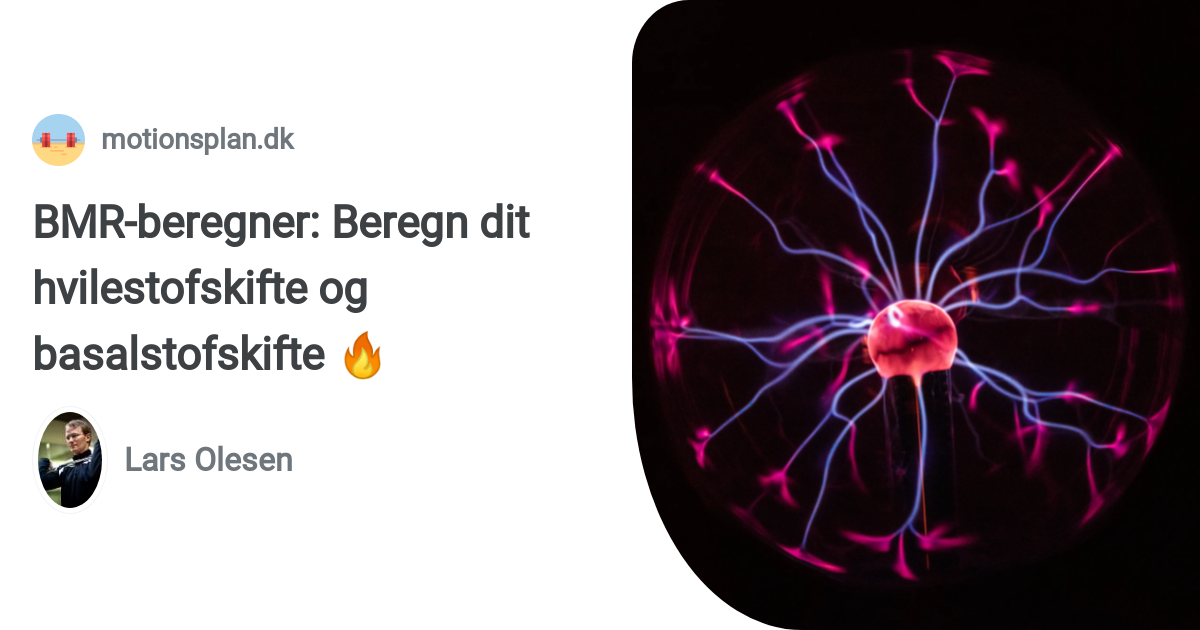 motionsplan.dk
BMR-beregner: Beregn dit
hvilestofskifte og
basalstofskifte 🔥
Lars Olesen